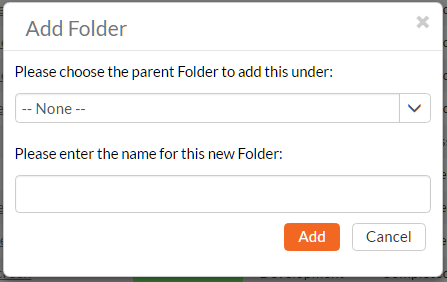 Add Folder
×
Please choose the parent Folder to add this under:
-- None --
Please enter the name for this new Folder:
Add
Cancel